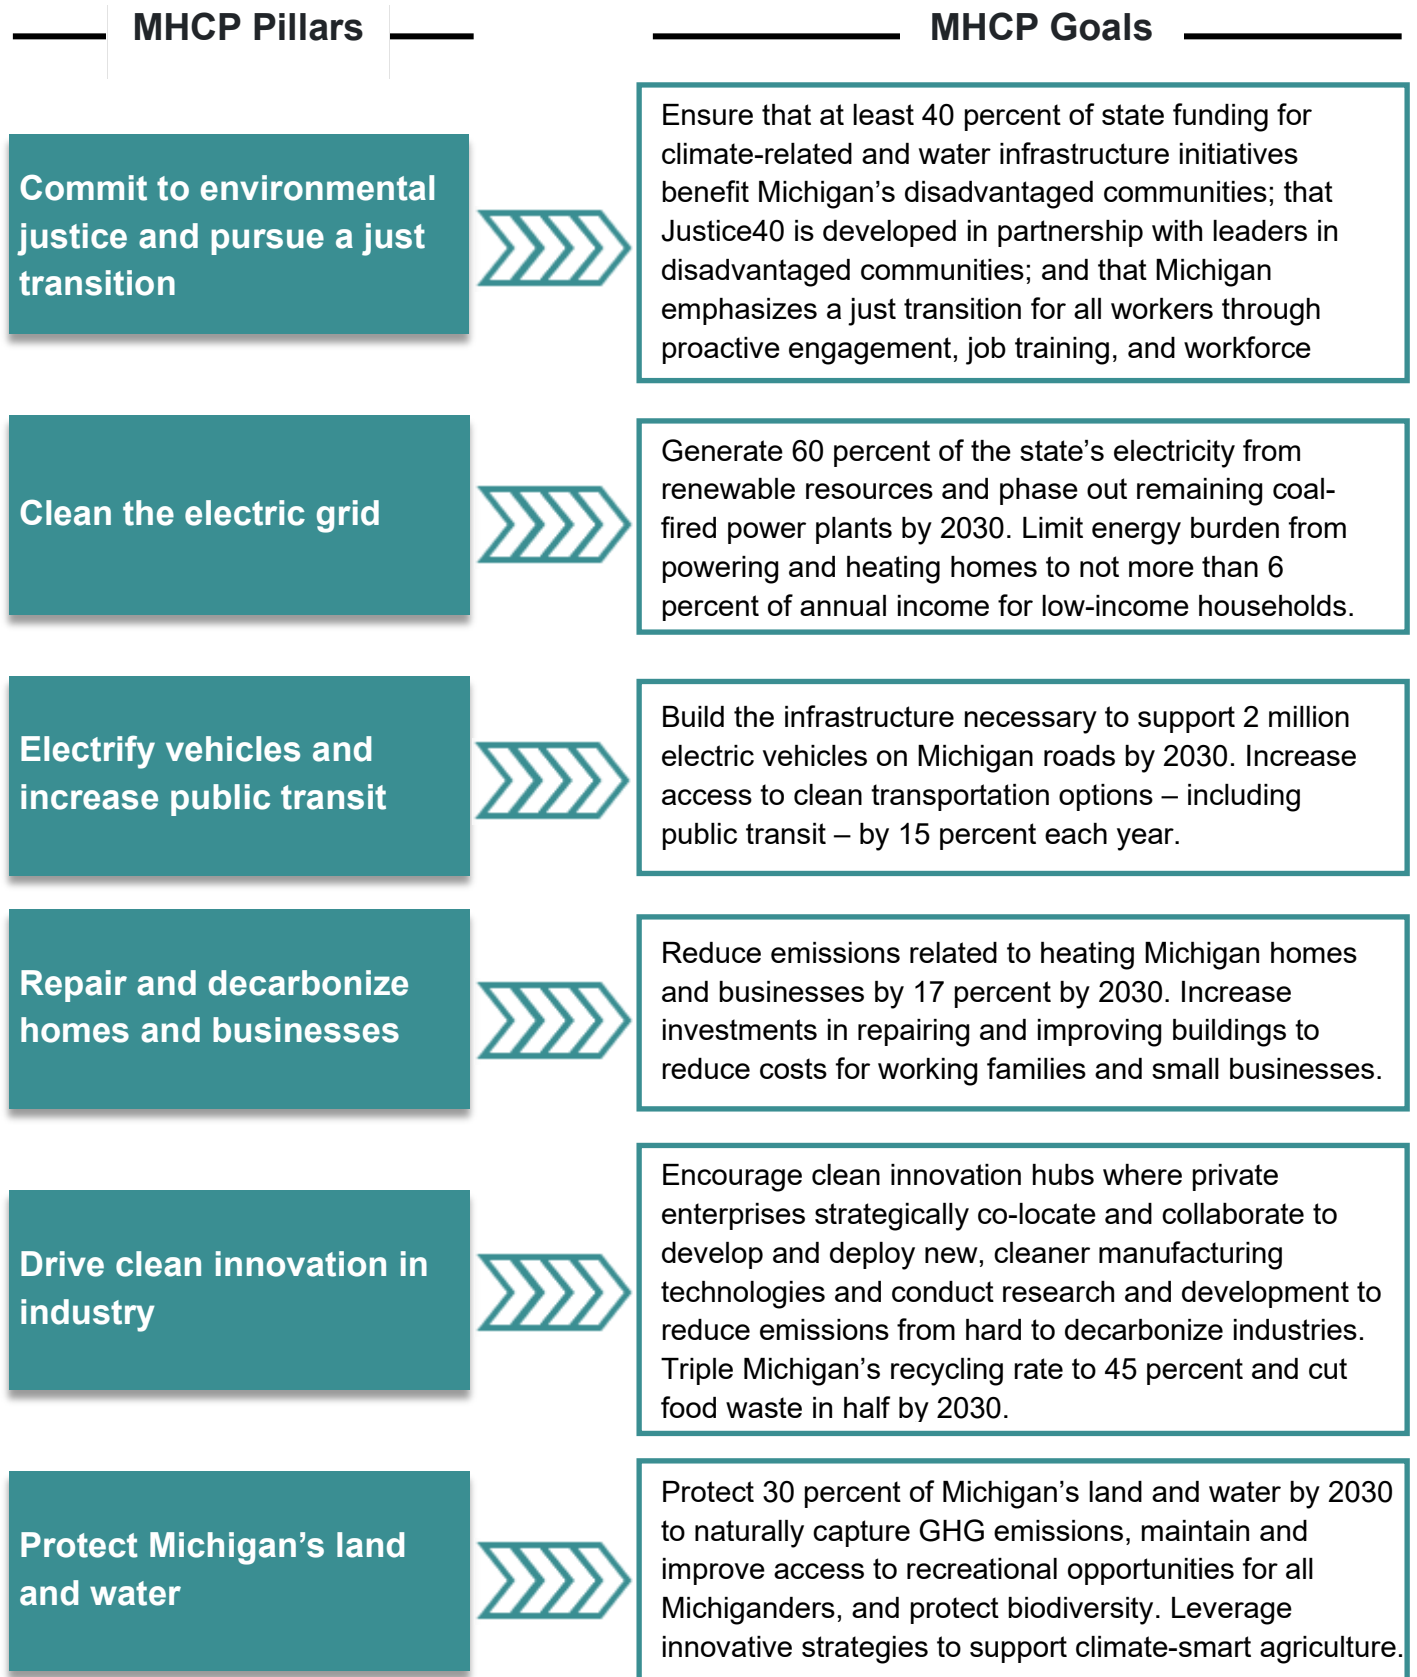 MHCP Pillars
MHCP Goals
Commit to environmental
justice and pursue a just
transition
Ensure that at least 40 percent of state funding for
climate-related and water infrastructure initiatives
benefit Michigan’s disadvantaged communities; that
Justice40 is developed in partnership with leaders in
disadvantaged communities; and that Michigan
emphasizes a just transition for all workers through
proactive engagement, job training, and workforce
Clean the electric grid
Generate 60 percent of the state’s electricity from
renewable resources and phase out remaining coal-
fired power plants by 2030. Limit energy burden from
powering and heating homes to not more than 6
percent of annual income for low-income households.
Electrify vehicles and
increase public transit
Build the infrastructure necessary to support 2 million
electric vehicles on Michigan roads by 2030. Increase
access to clean transportation options – including
public transit – by 15 percent each year.
Repair and decarbonize
homes and businesses
Reduce emissions related to heating Michigan homes
and businesses by 17 percent by 2030. Increase
investments in repairing and improving buildings to
reduce costs for working families and small businesses.
Drive clean innovation in
industry
Encourage clean innovation hubs where private
enterprises strategically co-locate and collaborate to
develop and deploy new, cleaner manufacturing
technologies and conduct research and development to
reduce emissions from hard to decarbonize industries.
Triple Michigan’s recycling rate to 45 percent and cut
food waste in half by 2030.
Protect Michigan’s land
and water
Protect 30 percent of Michigan’s land and water by 2030
to naturally capture GHG emissions, maintain and
improve access to recreational opportunities for all
Michiganders, and protect biodiversity. Leverage
innovative strategies to support climate-smart agriculture.